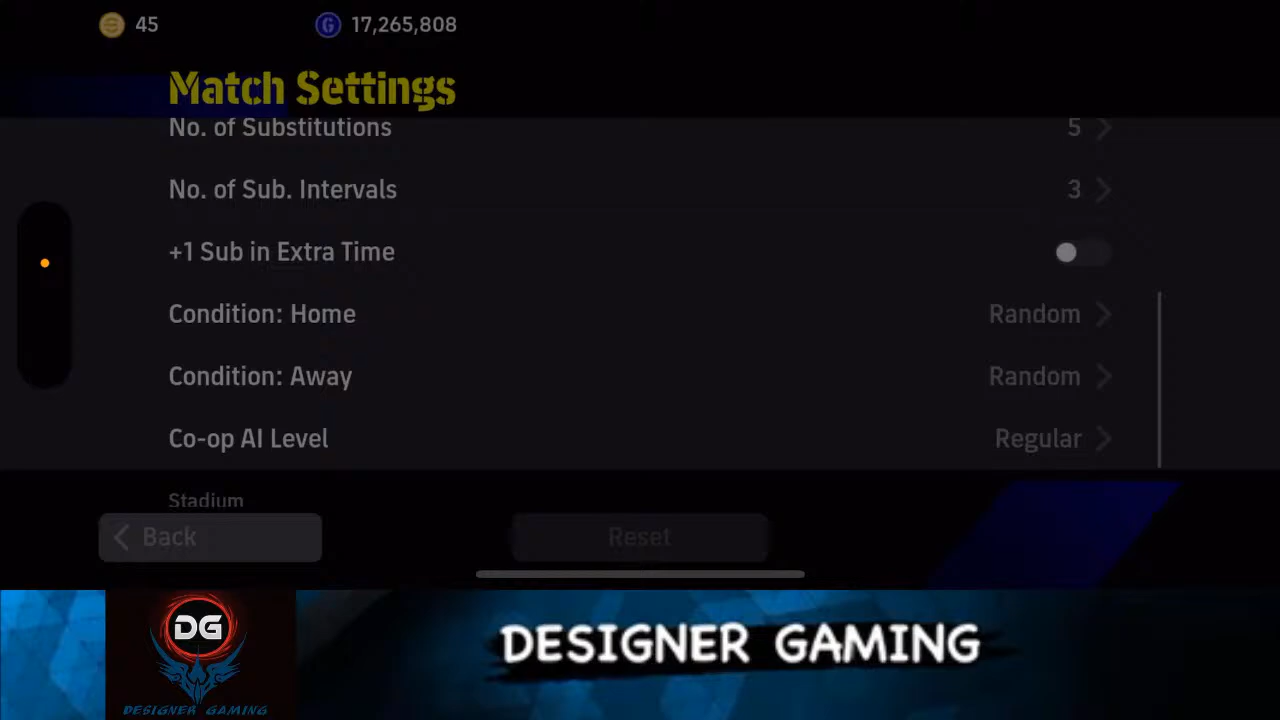 45 17,265,808
Match Settings
No. of Substitutions 5
No. of Sub. Intervals 3
+1 Sub in Extra Time
Condition: Home Random
Condition: Away Random
Co-op AI Level Regular
Stadium
Back Reset
DG
DESIGNER GAMING
DESIGNER GAMING